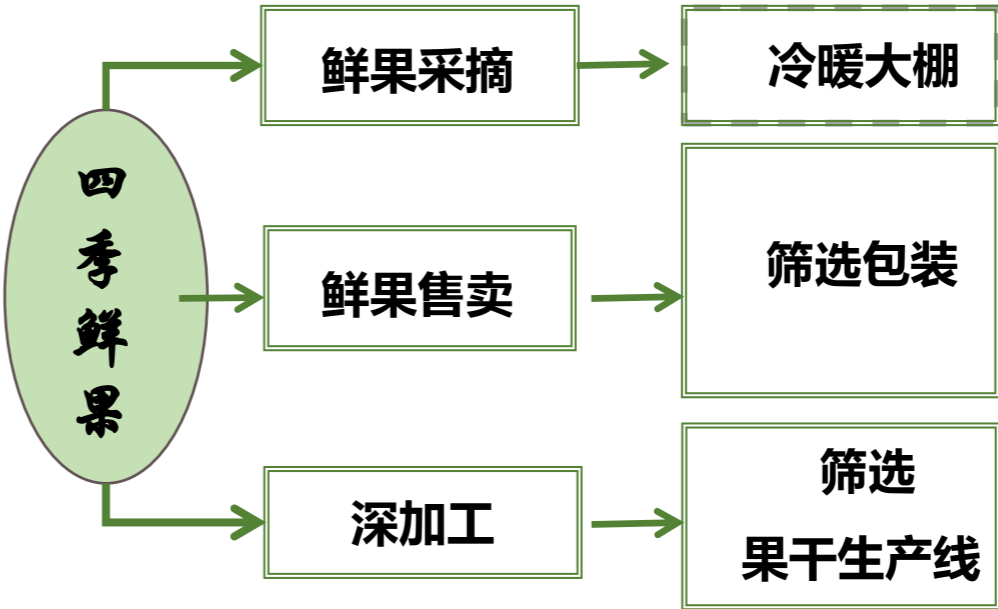 四季鲜果
鲜果采摘
冷暖大棚
鲜果售卖
筛选包装
深加工
筛选
果干生产线